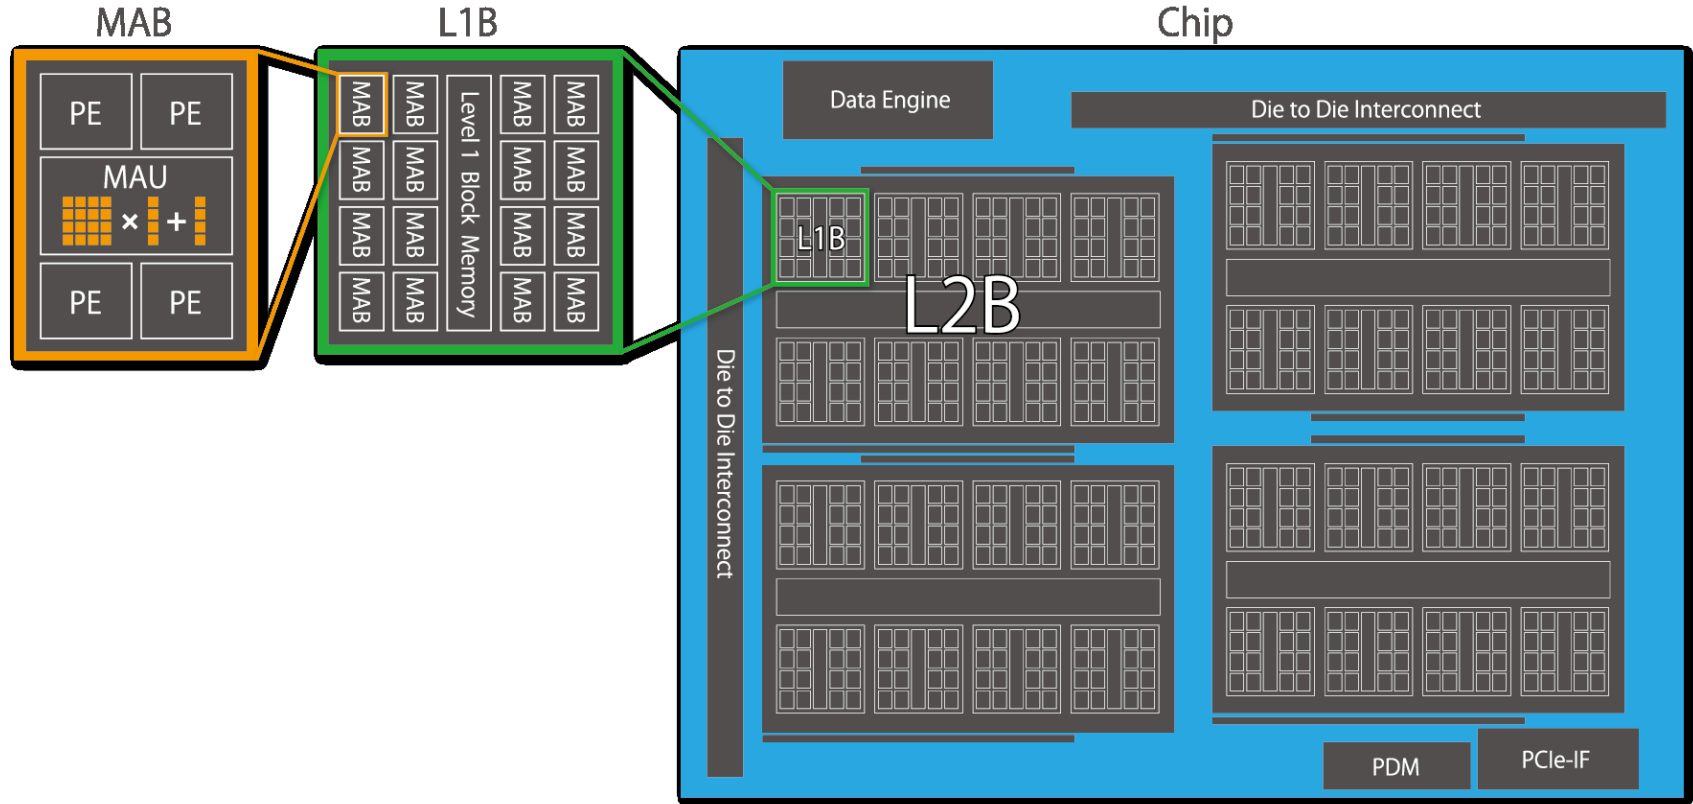 MAB
L1B
Chip
PE
PE
MAU
× +
PE
PE
MAB
MAB
MAB
MAB
MAB
MAB
MAB
MAB
Level 1 Block Memory
MAB
MAB
MAB
MAB
MAB
MAB
MAB
MAB
Data Engine
Die to Die Interconnect
L1B
L2B
Die to Die Interconnect
PDM
PCIe-IF